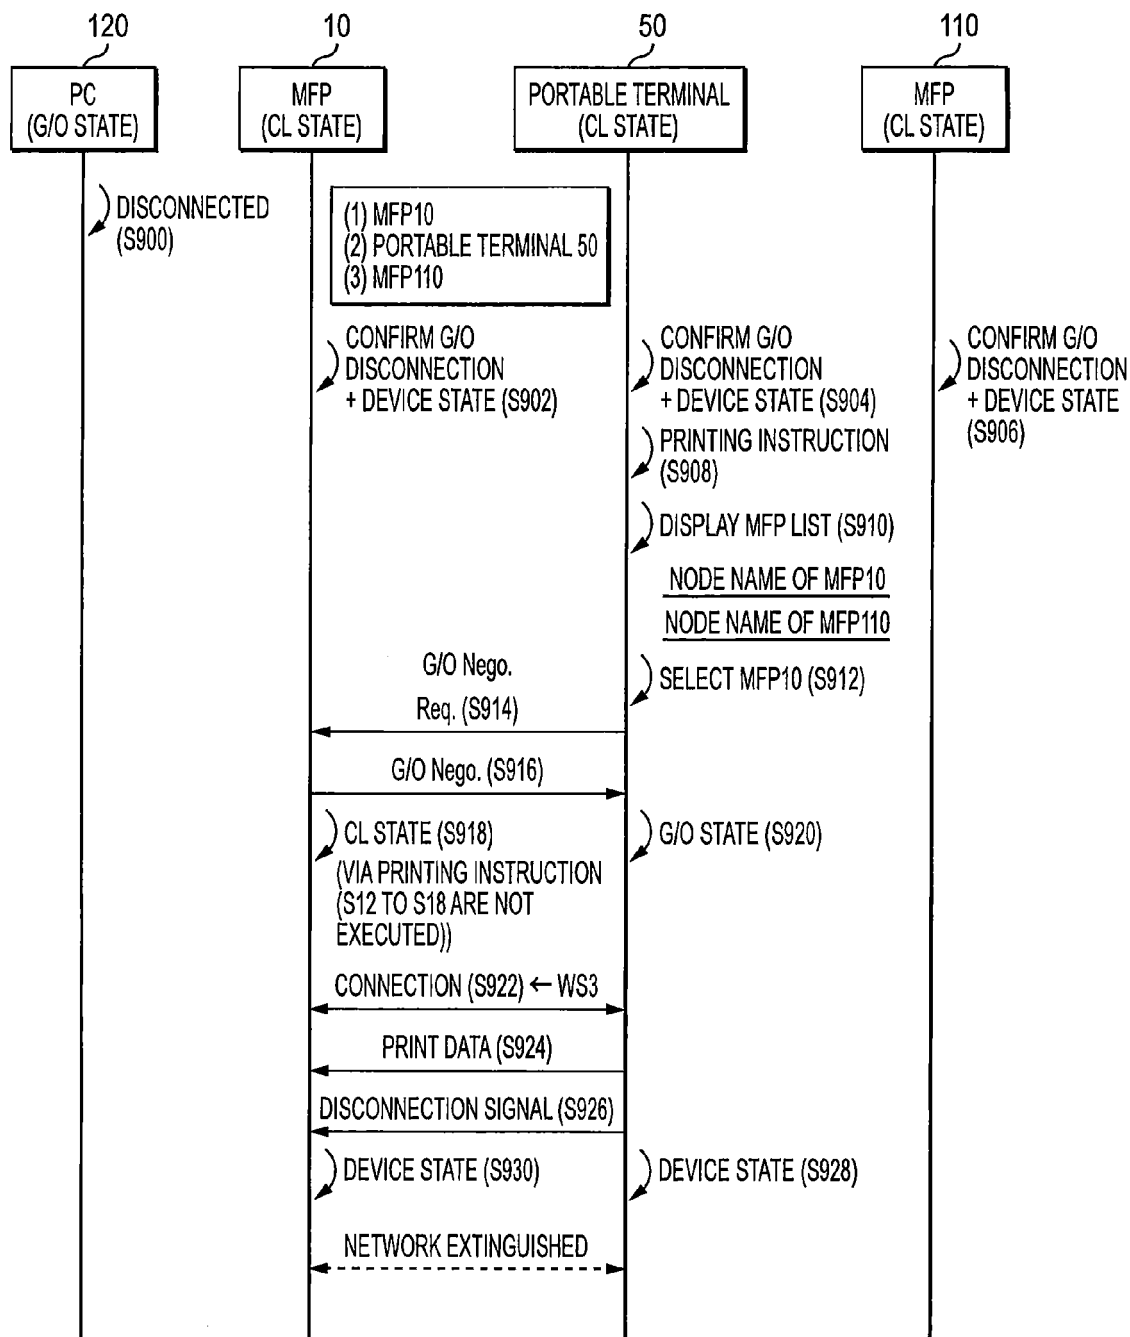 120
10
50
110
PC
(G/O STATE)
MFP
(CL STATE)
PORTABLE TERMINAL
(CL STATE)
MFP
(CL STATE)
DISCONNECTED
(S900)
(1) MFP10
(2) PORTABLE TERMINAL 50
(3) MFP110
CONFIRM G/O
DISCONNECTION
+ DEVICE STATE (S902)
CONFIRM G/O
DISCONNECTION
+ DEVICE STATE (S904)
CONFIRM G/O
DISCONNECTION
+ DEVICE STATE
(S906)
PRINTING INSTRUCTION
(S908)
DISPLAY MFP LIST (S910)
NODE NAME OF MFP10
NODE NAME OF MFP110
SELECT MFP10 (S912)
G/O Nego.
Req. (S914)
G/O Nego. (S916)
CL STATE (S918)
(VIA PRINTING INSTRUCTION
(S12 TO S18 ARE NOT
EXECUTED))
G/O STATE (S920)
CONNECTION (S922) ← WS3
PRINT DATA (S924)
DISCONNECTION SIGNAL (S926)
DEVICE STATE (S930)
DEVICE STATE (S928)
NETWORK EXTINGUISHED